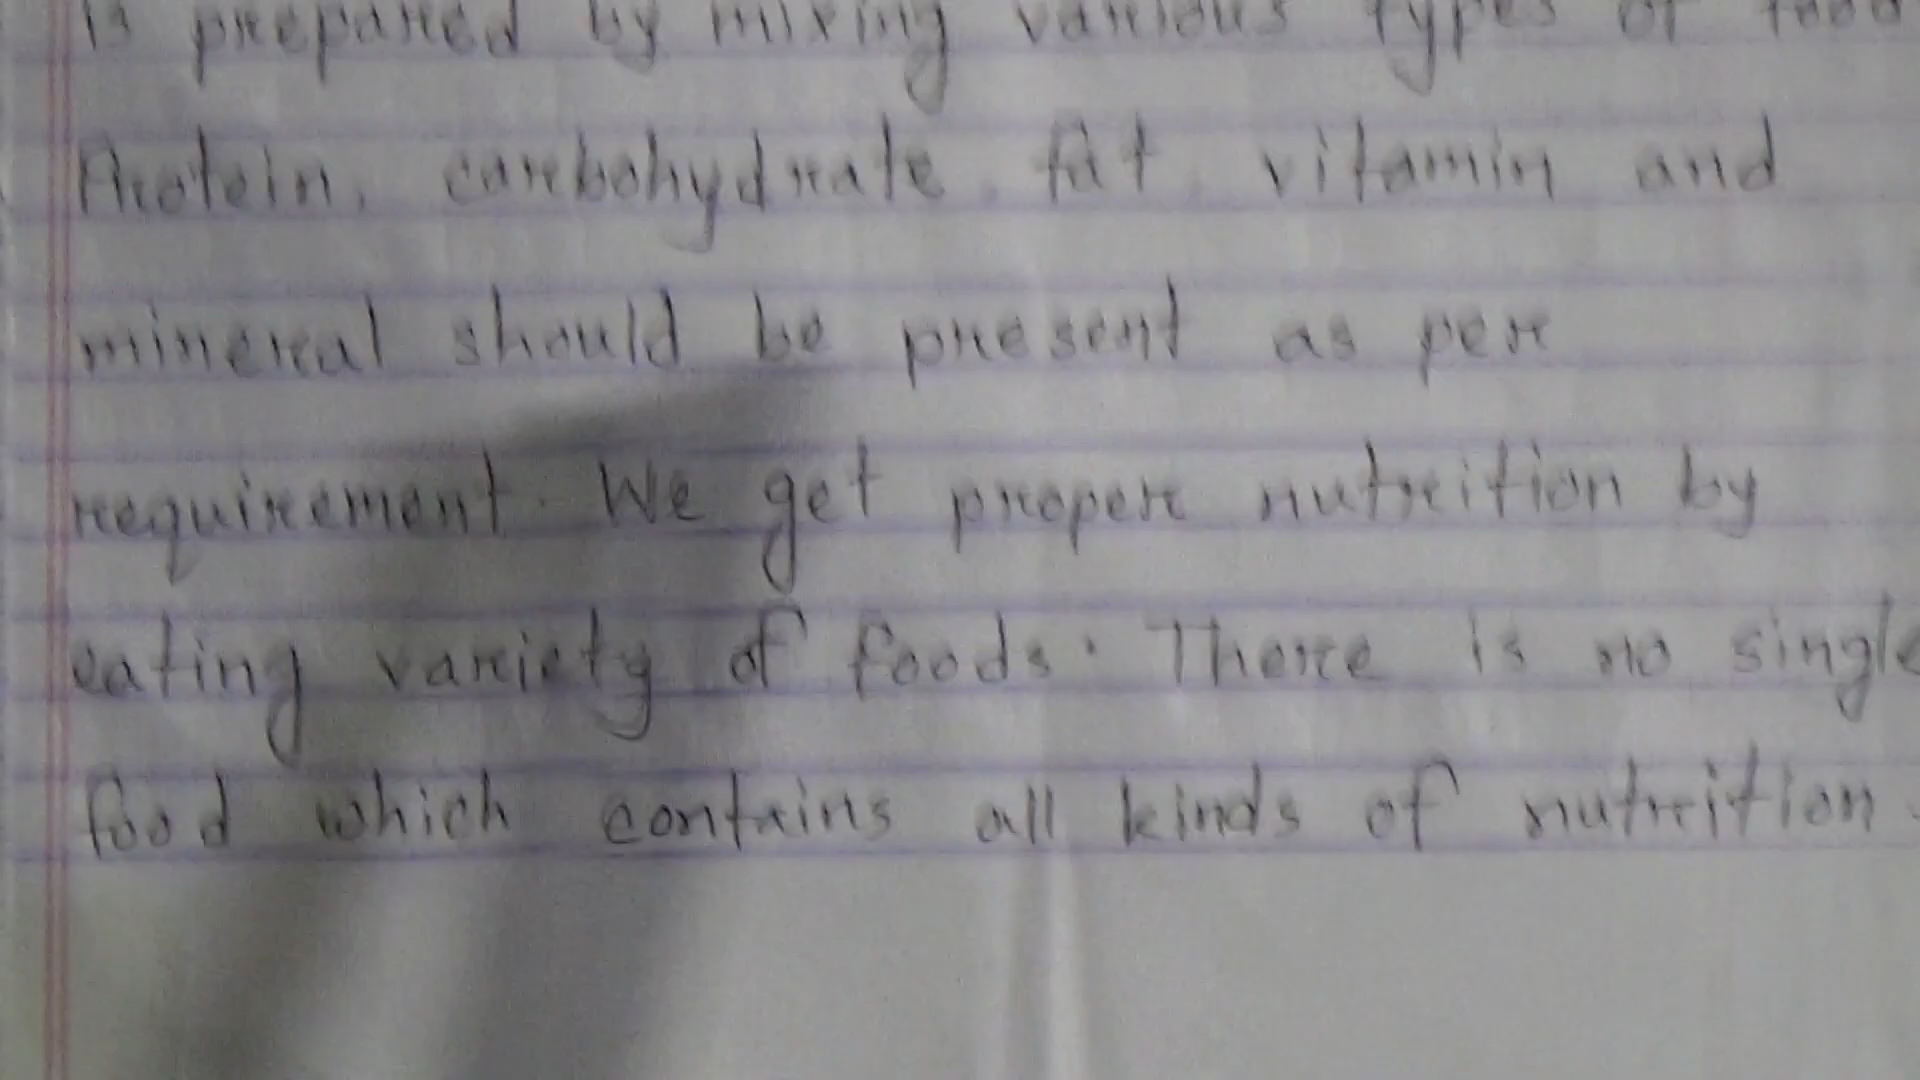 is prepared by mixing various types of food
Protein, carbohydrate, fat, vitamin and
mineral should be present as per
requirement. We get proper nutrition by
eating variety of foods. There is no single
food which contains all kinds of nutrition.